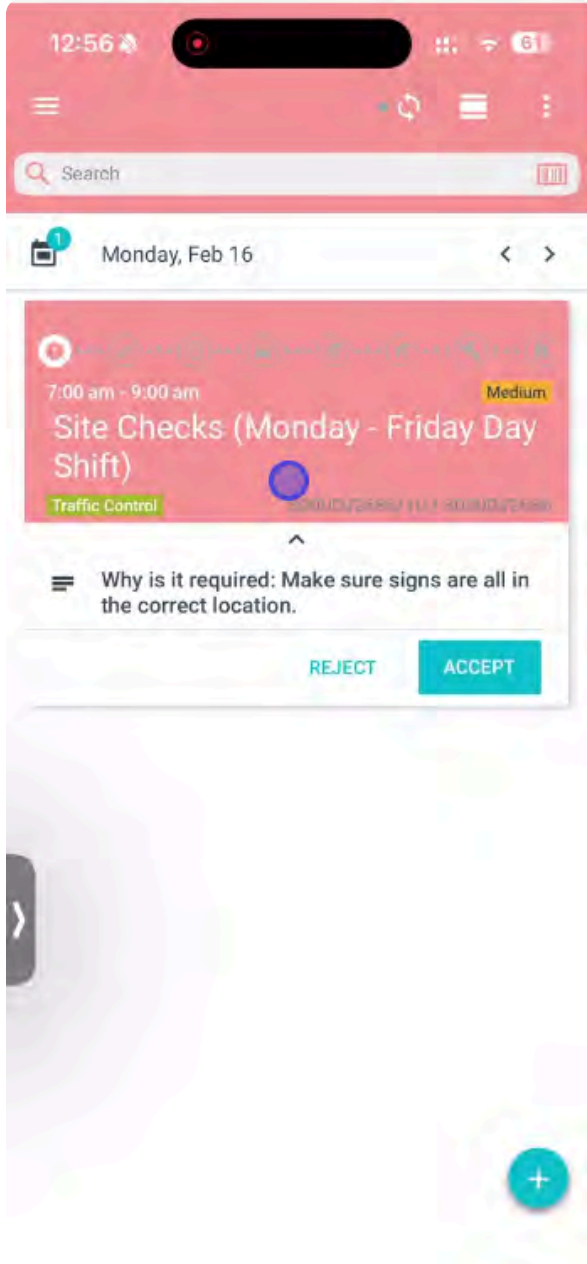 12:56
61
Search
1
Monday, Feb 16
7:00 am - 9:00 am
Medium
Site Checks (Monday - Friday Day
Shift)
Traffic Control
Why is it required: Make sure signs are all in
the correct location.
REJECT
ACCEPT